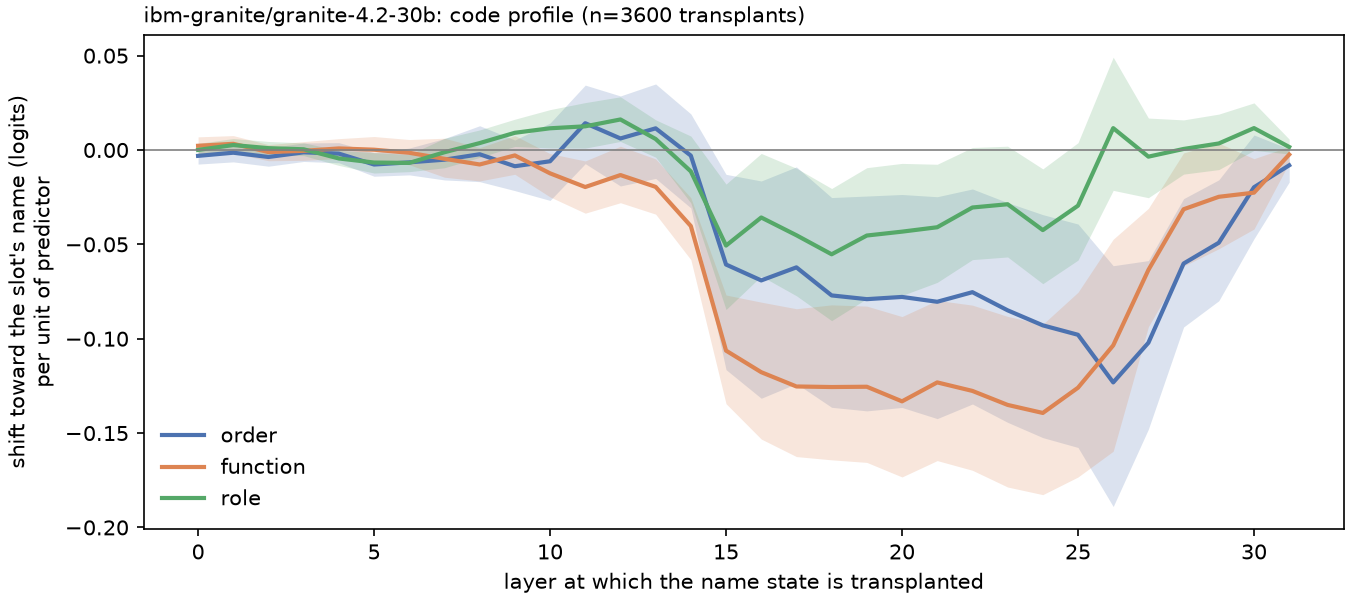 ibm-granite/granite-4.2-30b: code profile (n=3600 transplants)
shift toward the slot's name (logits)
per unit of predictor
0.05
0.00
−0.05
−0.10
−0.15
−0.20
order
function
role
0
5
10
15
20
25
30
layer at which the name state is transplanted